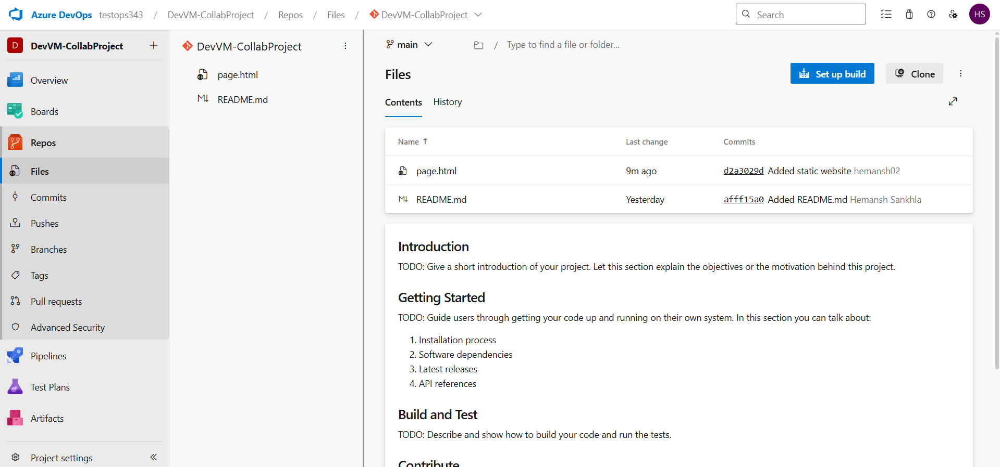 Azure DevOps testops343 / DevVM-CollabProject / Repos / Files / DevVM-CollabProject
Search
HS
D DevVM-CollabProject +
Overview
Boards
Repos
Files
Commits
Pushes
Branches
Tags
Pull requests
Advanced Security
Pipelines
Test Plans
Artifacts
Project settings
DevVM-CollabProject
page.html
README.md
main / Type to find a file or folder...
Files
Set up build
Clone
Contents History
Name ↑ Last change Commits
page.html 9m ago d2a3029d Added static website hemansh02
README.md Yesterday afff15a0 Added README.md Hemansh Sankhla
Introduction
TODO: Give a short introduction of your project. Let this section explain the objectives or the motivation behind this project.
Getting Started
TODO: Guide users through getting your code up and running on their own system. In this section you can talk about:
1. Installation process
2. Software dependencies
3. Latest releases
4. API references
Build and Test
TODO: Describe and show how to build your code and run the tests.
Contribute